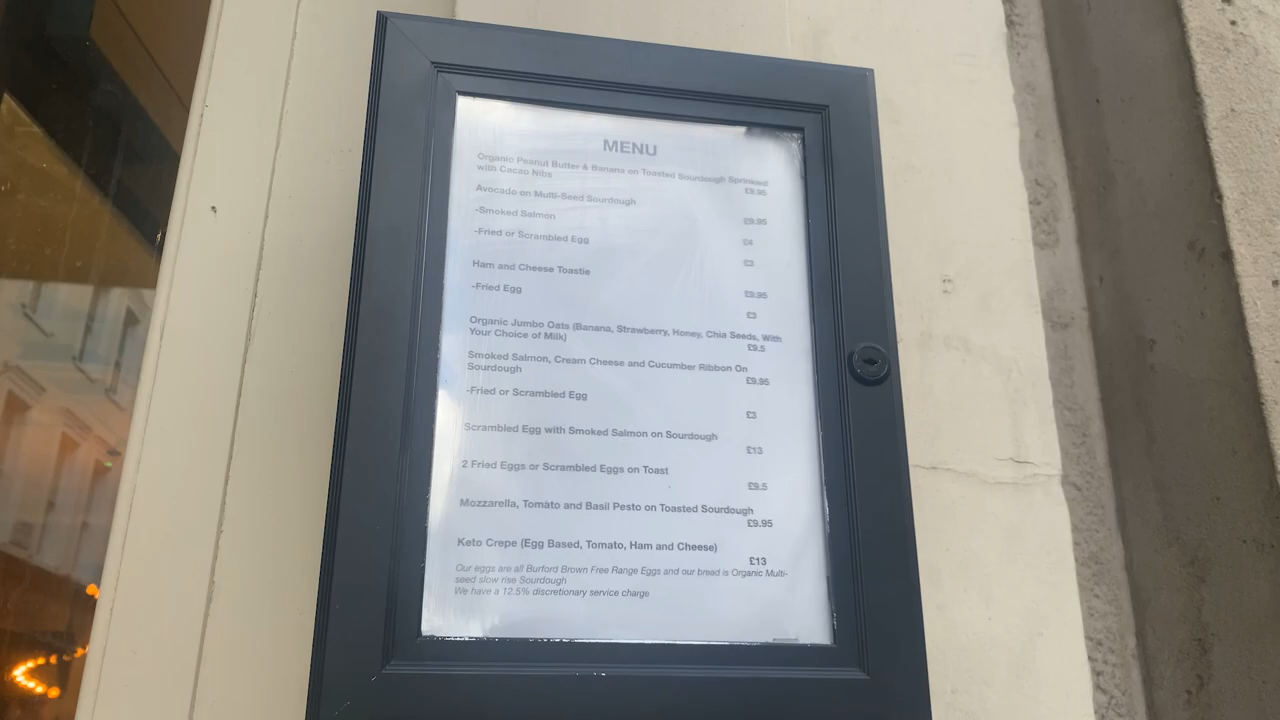 MENU
Organic Peanut Butter & Banana on Toasted Sourdough Sprinkled
with Cacao Nibs
£9.95
Avocado on Multi-Seed Sourdough
£9.95
-Smoked Salmon
£4
-Fried or Scrambled Egg
£3
Ham and Cheese Toastie
£9.95
-Fried Egg
£3
Organic Jumbo Oats (Banana, Strawberry, Honey, Chia Seeds, With
Your Choice of Milk)
£9.5
Smoked Salmon, Cream Cheese and Cucumber Ribbon On
Sourdough
£9.95
-Fried or Scrambled Egg
£3
Scrambled Egg with Smoked Salmon on Sourdough
£13
2 Fried Eggs or Scrambled Eggs on Toast
£9.5
Mozzarella, Tomato and Basil Pesto on Toasted Sourdough
£9.95
Keto Crepe (Egg Based, Tomato, Ham and Cheese)
£13
Our eggs are all Burford Brown Free Range Eggs and our bread is Organic Multi-
seed slow rise Sourdough
We have a 12.5% discretionary service charge